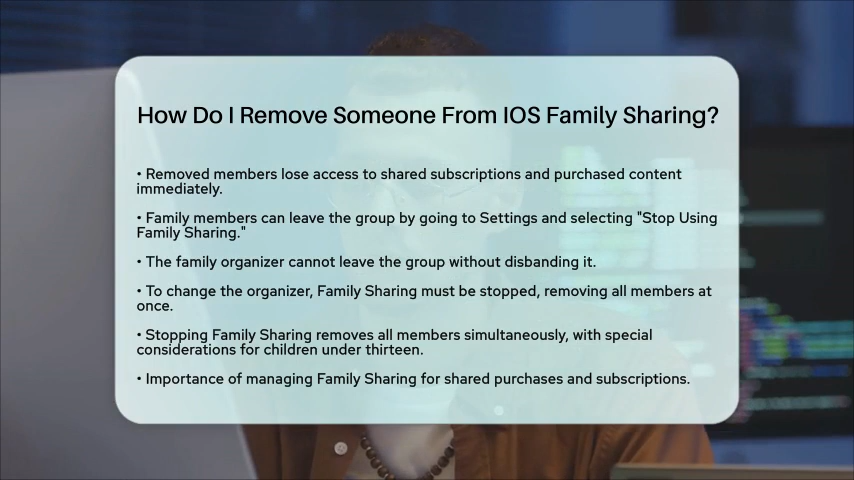 How Do I Remove Someone From IOS Family Sharing?
• Removed members lose access to shared subscriptions and purchased content
immediately.
• Family members can leave the group by going to Settings and selecting "Stop Using
Family Sharing."
• The family organizer cannot leave the group without disbanding it.
• To change the organizer, Family Sharing must be stopped, removing all members at
once.
• Stopping Family Sharing removes all members simultaneously, with special
considerations for children under thirteen.
• Importance of managing Family Sharing for shared purchases and subscriptions.